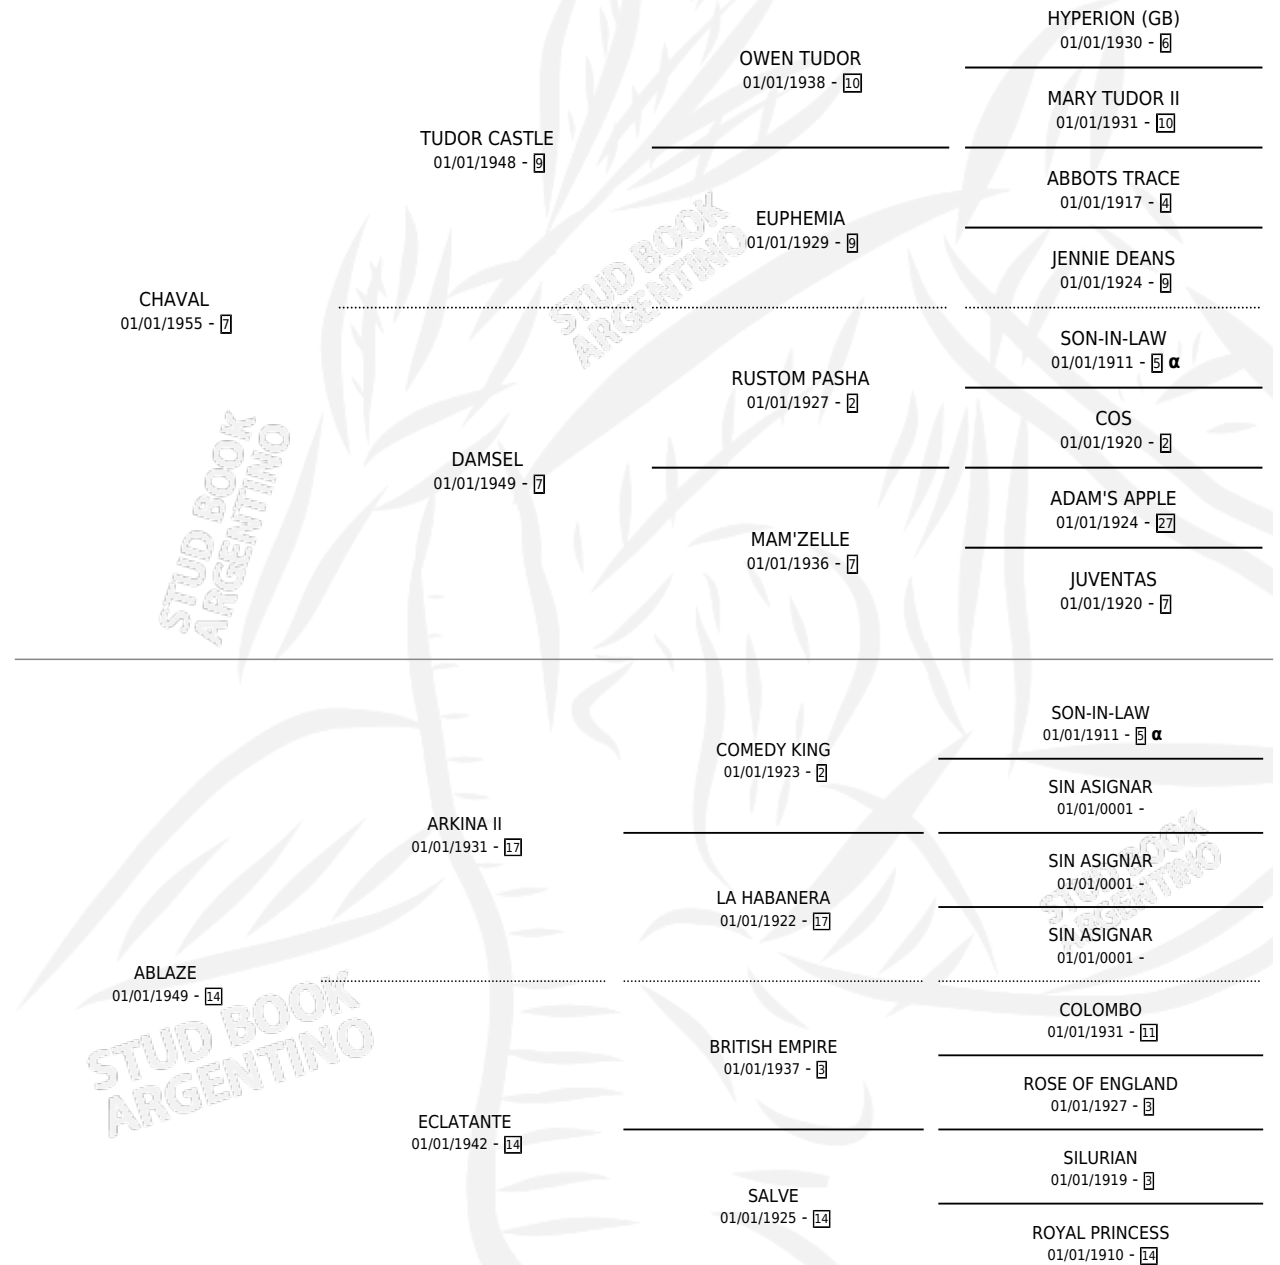 HYPERION (GB)
01/01/1930 - 6
OWEN TUDOR
01/01/1938 - 10
MARY TUDOR II
01/01/1931 - 10
TUDOR CASTLE
01/01/1948 - 9
ABBOTS TRACE
01/01/1917 - 4
EUPHEMIA
01/01/1929 - 9
JENNIE DEANS
01/01/1924 - 9
CHAVAL
01/01/1955 - 7
SON-IN-LAW
01/01/1911 - 5 α
RUSTOM PASHA
01/01/1927 - 2
COS
01/01/1920 - 2
DAMSEL
01/01/1949 - 7
ADAM'S APPLE
01/01/1924 - 27
MAM'ZELLE
01/01/1936 - 7
JUVENTAS
01/01/1920 - 7
SON-IN-LAW
01/01/1911 - 5 α
COMEDY KING
01/01/1923 - 2
SIN ASIGNAR
01/01/0001 -
ARKINA II
01/01/1931 - 17
SIN ASIGNAR
01/01/0001 -
LA HABANERA
01/01/1922 - 17
SIN ASIGNAR
01/01/0001 -
ABLAZE
01/01/1949 - 14
COLOMBO
01/01/1931 - 11
BRITISH EMPIRE
01/01/1937 - 3
ROSE OF ENGLAND
01/01/1927 - 3
ECLATANTE
01/01/1942 - 14
SILURIAN
01/01/1919 - 3
SALVE
01/01/1925 - 14
ROYAL PRINCESS
01/01/1910 - 14
STUD BOOK
ARGENTINO
STUD BOOK
ARGENTINO
STUD BOOK
ARGENTINO
STUD BOOK
ARGENTINO